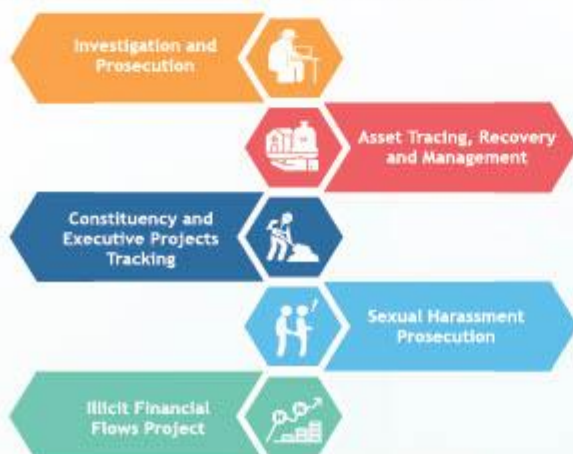 Investigation and
Prosecution
Asset Tracing, Recovery
and Management
Constituency and
Executive Projects
Tracking
Sexual Harassment
Prosecution
Illicit Financial
Flows Project